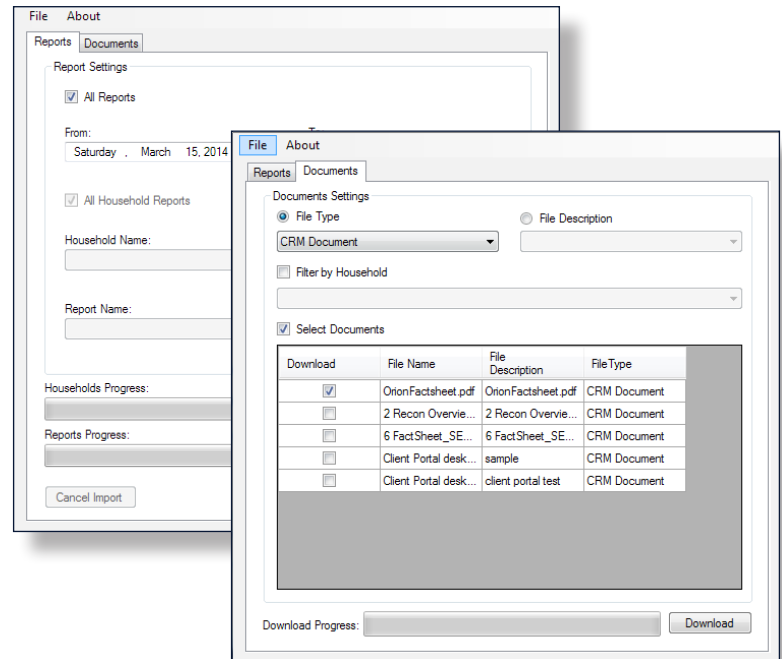 File About
Reports Documents
Report Settings
All Reports
From:
Saturday , March 15, 2014
All Household Reports
Household Name:
Report Name:
Households Progress:
Reports Progress:
Cancel Import
File About
Reports Documents
Documents Settings
File Type File Description
CRM Document
Filter by Household
Select Documents
Download File Name File Description FileType
OrionFactsheet.pdf OrionFactsheet.pdf CRM Document
2 Recon Overvie... 2 Recon Overvie... CRM Document
6 FactSheet_SE... 6 FactSheet_SE... CRM Document
Client Portal desk... sample CRM Document
Client Portal desk... client portal test CRM Document
Download Progress: Download